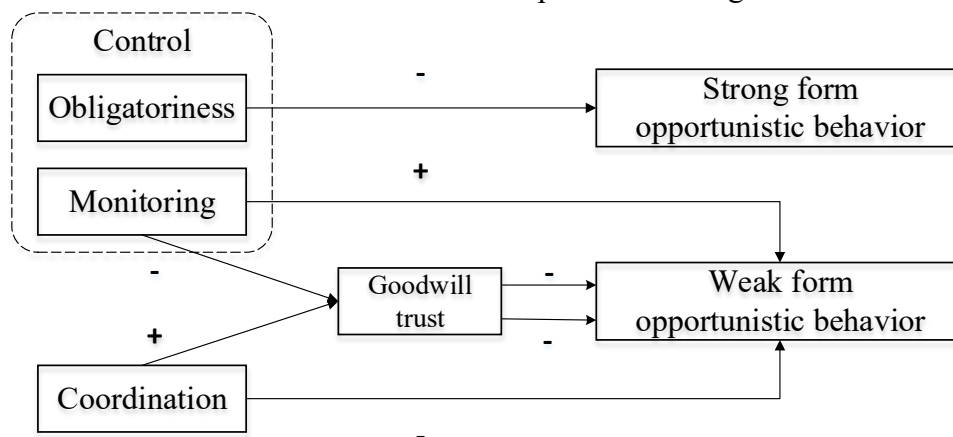 Control
-
Obligatoriness
Strong form
opportunistic behavior
+
Monitoring
-
Goodwill
trust
-
-
Weak form
opportunistic behavior
+
Coordination
-